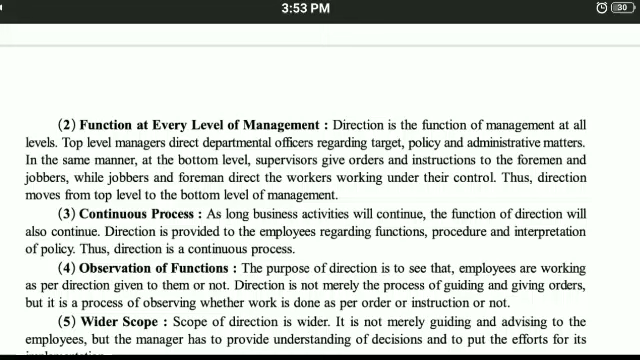 3:53 PM
30
(2) Function at Every Level of Management : Direction is the function of management at all
levels. Top level managers direct departmental officers regarding target, policy and administrative matters.
In the same manner, at the bottom level, supervisors give orders and instructions to the foremen and
jobbers, while jobbers and foreman direct the workers working under their control. Thus, direction
moves from top level to the bottom level of management.
(3) Continuous Process : As long business activities will continue, the function of direction will
also continue. Direction is provided to the employees regarding functions, procedure and interpretation
of policy. Thus, direction is a continuous process.
(4) Observation of Functions : The purpose of direction is to see that, employees are working
as per direction given to them or not. Direction is not merely the process of guiding and giving orders,
but it is a process of observing whether work is done as per order or instruction or not.
(5) Wider Scope : Scope of direction is wider. It is not merely guiding and advising to the
employees, but the manager has to provide understanding of decisions and to put the efforts for its